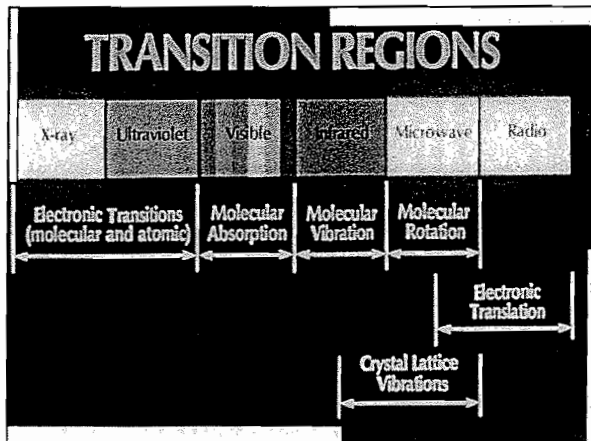 TRANSITION REGIONS
X-ray Ultraviolet Visible Infrared Microwave Radio
Electronic Transitions Molecular Molecular Molecular
(molecular and atomic) Absorption Vibration Rotation
Electronic
Translation
Crystal Lattice
Vibrations